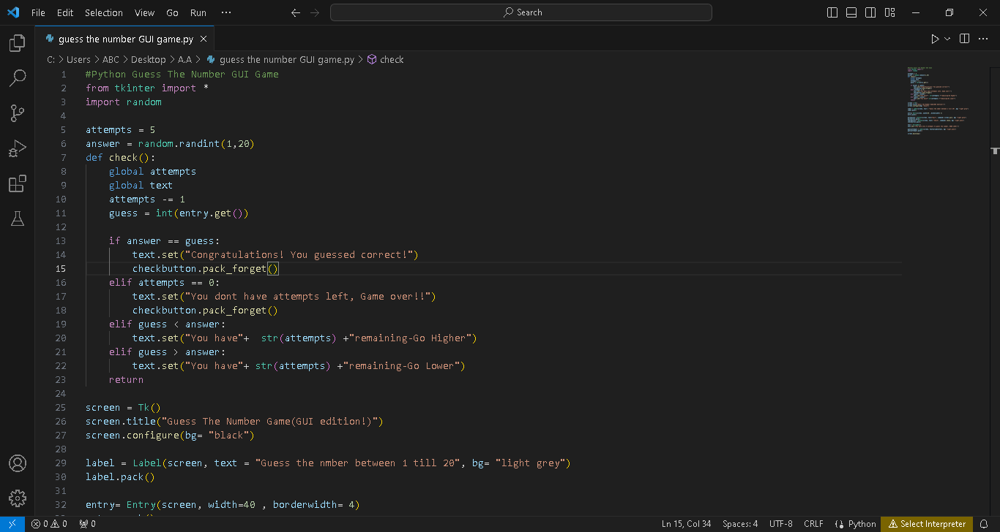 File Edit Selection View Go Run ··· Search
guess the number GUI game.py
C: > Users > ABC > Desktop > A.A > guess the number GUI game.py > check
1 #Python Guess The Number GUI Game
2 from tkinter import *
3 import random
4
5 attempts = 5
6 answer = random.randint(1,20)
7 def check():
8     global attempts
9     global text
10     attempts -= 1
11     guess = int(entry.get())
12
13     if answer == guess:
14         text.set("Congratulations! You guessed correct!")
15         checkbutton.pack_forget()
16     elif attempts == 0:
17         text.set("You dont have attempts left, Game over!!")
18         checkbutton.pack_forget()
19     elif guess < answer:
20         text.set("You have"+  str(attempts) +"remaining-Go Higher")
21     elif guess > answer:
22         text.set("You have"+ str(attempts) +"remaining-Go Lower")
23     return
24
25 screen = Tk()
26 screen.title("Guess The Number Game(GUI edition!)")
27 screen.configure(bg= "black")
28
29 label = Label(screen, text = "Guess the nmber between 1 till 20", bg= "light grey")
30 label.pack()
31
32 entry= Entry(screen, width=40 , borderwidth= 4)
0 0 0 Ln 15, Col 34 Spaces: 4 UTF-8 CRLF Python Select Interpreter